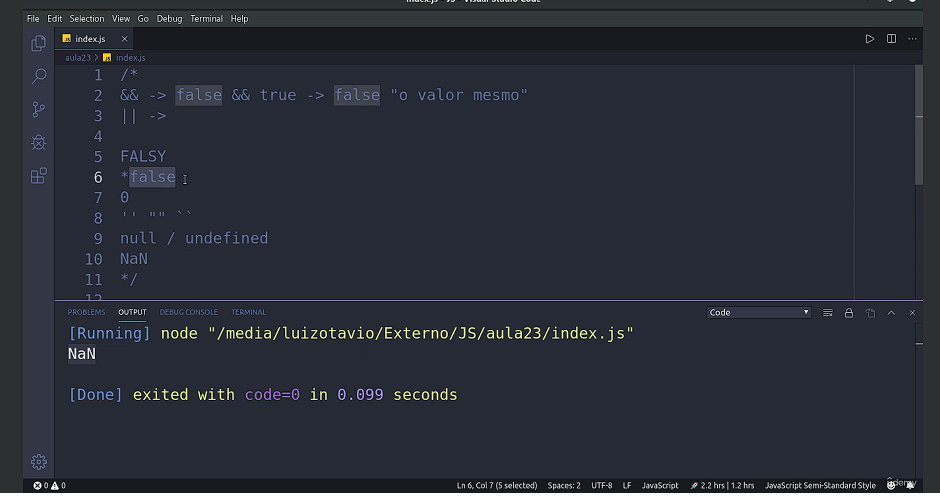 index.js - JS - Visual Studio Code
File Edit Selection View Go Debug Terminal Help
index.js
aula23 > index.js
1 /*
2 && -> false && true -> false "o valor mesmo"
3 || ->
4
5 FALSY
6 *false
7 0
8 '' "" ``
9 null / undefined
10 NaN
11 */
12
PROBLEMS OUTPUT DEBUG CONSOLE TERMINAL
Code
[Running] node "/media/luizotavio/Externo/JS/aula23/index.js"
NaN
[Done] exited with code=0 in 0.099 seconds
0 0
Ln 6, Col 7 (5 selected) Spaces: 2 UTF-8 LF JavaScript 2.2 hrs | 1.2 hrs JavaScript Semi-Standard Style
Udemy